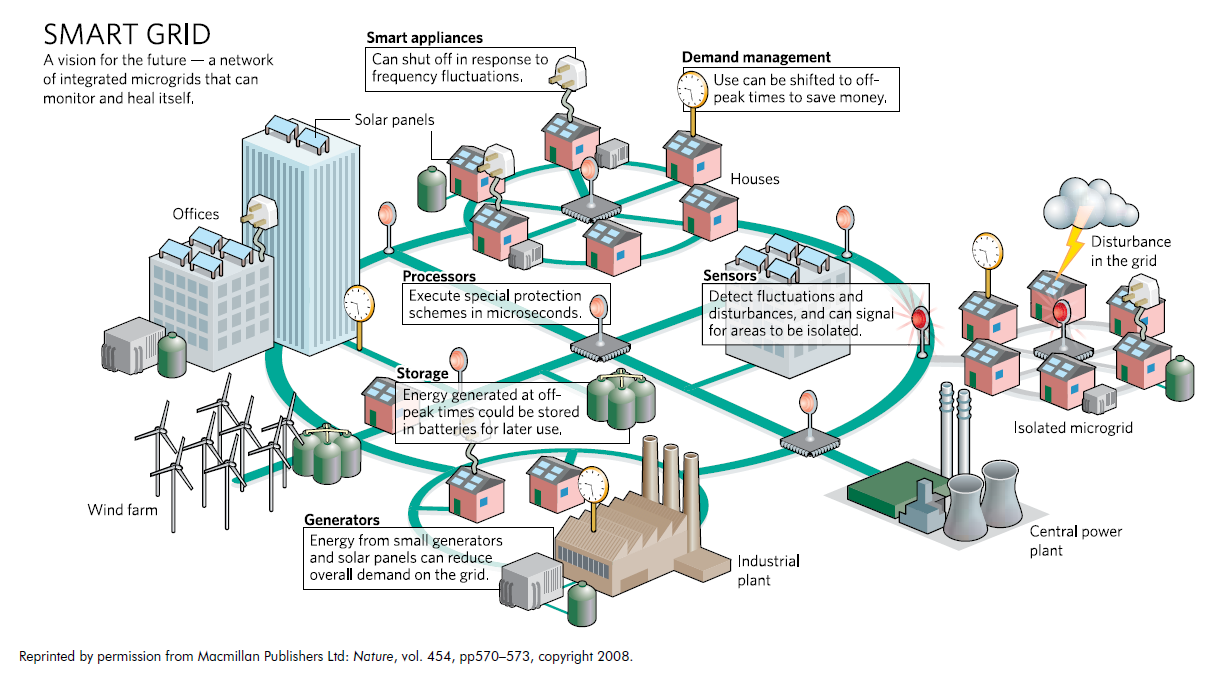 SMART GRID
A vision for the future — a network
of integrated microgrids that can
monitor and heal itself.
Smart appliances
Can shut off in response to
frequency fluctuations.
Demand management
Use can be shifted to off-
peak times to save money.
Solar panels
Houses
Offices
Disturbance
in the grid
Processors
Execute special protection
schemes in microseconds.
Sensors
Detect fluctuations and
disturbances, and can signal
for areas to be isolated.
Storage
Energy generated at off-
peak times could be stored
in batteries for later use.
Isolated microgrid
Wind farm
Generators
Energy from small generators
and solar panels can reduce
overall demand on the grid.
Industrial
plant
Central power
plant
Reprinted by permission from Macmillan Publishers Ltd: Nature, vol. 454, pp570–573, copyright 2008.